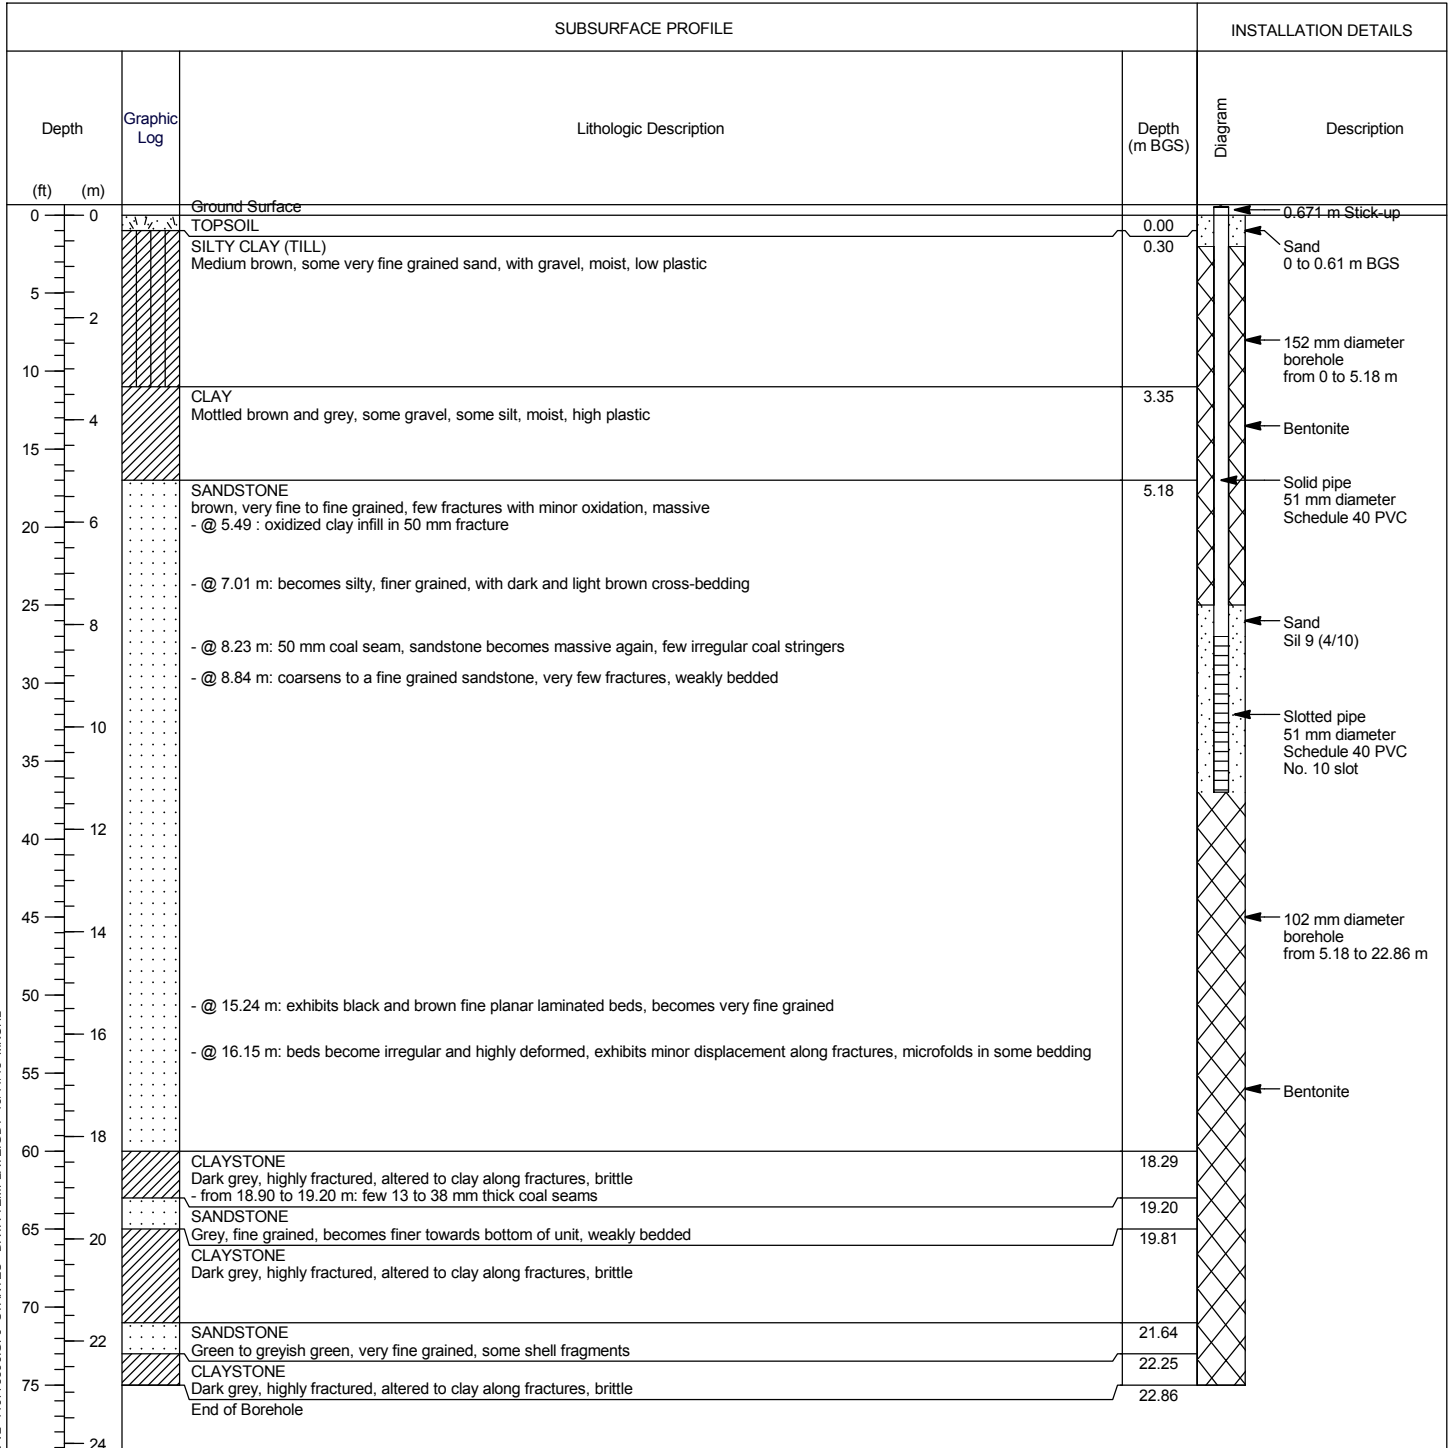 SUBSURFACE PROFILE
INSTALLATION DETAILS
Depth
Graphic
Log
Lithologic Description
Depth
(m BGS)
Diagram
Description
(ft)
(m)
Ground Surface
0
0
TOPSOIL
0.00
0.671 m Stick-up
SILTY CLAY (TILL)
0.30
Medium brown, some very fine grained sand, with gravel, moist, low plastic
Sand
0 to 0.61 m BGS
5
2
152 mm diameter
borehole
from 0 to 5.18 m
10
CLAY
3.35
Mottled brown and grey, some gravel, some silt, moist, high plastic
4
Bentonite
15
SANDSTONE
5.18
brown, very fine to fine grained, few fractures with minor oxidation, massive
- @ 5.49 : oxidized clay infill in 50 mm fracture
Solid pipe
51 mm diameter
Schedule 40 PVC
20
6
- @ 7.01 m: becomes silty, finer grained, with dark and light brown cross-bedding
25
8
Sand
Sil 9 (4/10)
- @ 8.23 m: 50 mm coal seam, sandstone becomes massive again, few irregular coal stringers
- @ 8.84 m: coarsens to a fine grained sandstone, very few fractures, weakly bedded
30
10
Slotted pipe
51 mm diameter
Schedule 40 PVC
No. 10 slot
35
12
40
45
14
102 mm diameter
borehole
from 5.18 to 22.86 m
50
- @ 15.24 m: exhibits black and brown fine planar laminated beds, becomes very fine grained
16
- @ 16.15 m: beds become irregular and highly deformed, exhibits minor displacement along fractures, microfolds in some bedding
55
Bentonite
18
60
CLAYSTONE
18.29
Dark grey, highly fractured, altered to clay along fractures, brittle
- from 18.90 to 19.20 m: few 13 to 38 mm thick coal seams
19.20
SANDSTONE
Grey, fine grained, becomes finer towards bottom of unit, weakly bedded
65
20
19.81
CLAYSTONE
Dark grey, highly fractured, altered to clay along fractures, brittle
70
SANDSTONE
21.64
Green to greyish green, very fine grained, some shell fragments
22
22.25
CLAYSTONE
Dark grey, highly fractured, altered to clay along fractures, brittle
75
22.86
End of Borehole
24